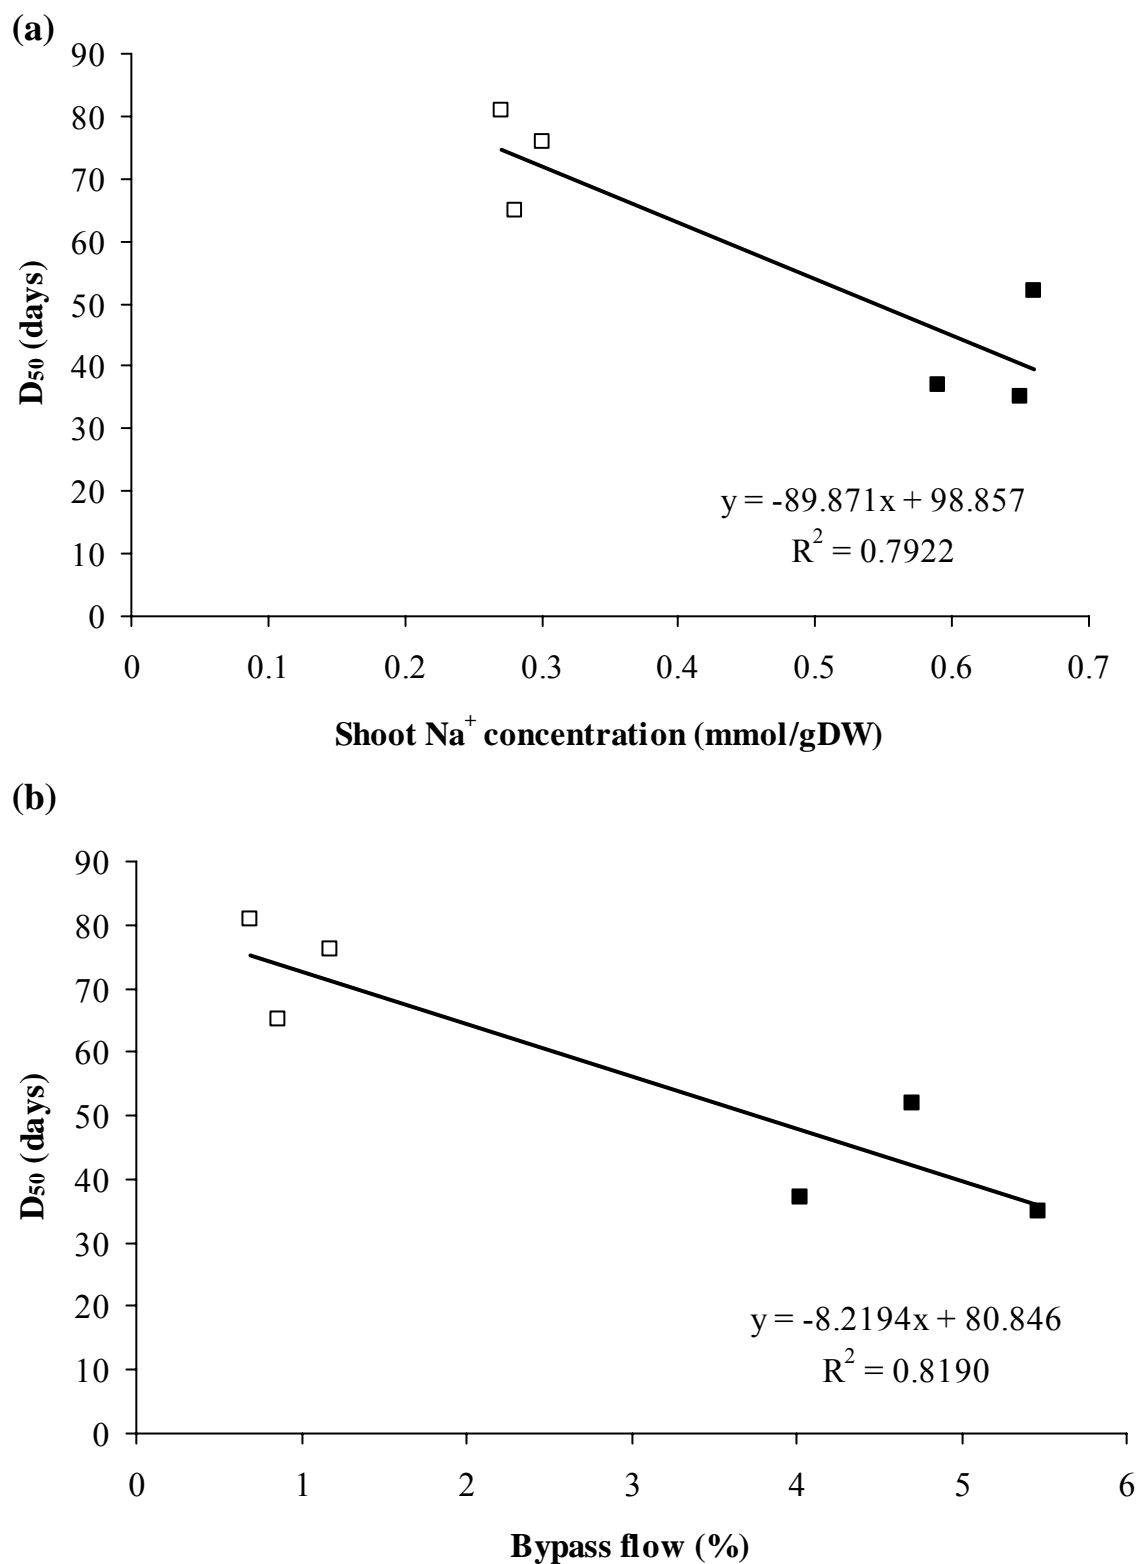 (a)
90
80
70
60
50
40
30
20
10
0
D₅₀ (days)
y = -89.871x + 98.857
R² = 0.7922
0 0.1 0.2 0.3 0.4 0.5 0.6 0.7
Shoot Na⁺ concentration (mmol/gDW)
(b)
90
80
70
60
50
40
30
20
10
0
D₅₀ (days)
y = -8.2194x + 80.846
R² = 0.8190
0 1 2 3 4 5 6
Bypass flow (%)